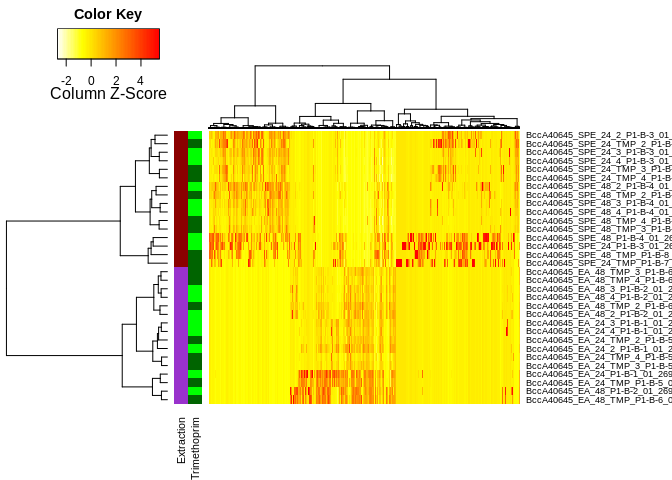 Color Key
-2 0 2 4
Column Z-Score
BccA40645_SPE_24_2_P1-B-3_01_
BccA40645_SPE_24_TMP_2_P1-B-
BccA40645_SPE_24_3_P1-B-3_01_
BccA40645_SPE_24_4_P1-B-3_01_
BccA40645_SPE_24_TMP_3_P1-B-
BccA40645_SPE_24_TMP_4_P1-B-
BccA40645_SPE_48_2_P1-B-4_01_
BccA40645_SPE_48_TMP_2_P1-B-
BccA40645_SPE_48_3_P1-B-4_01_
BccA40645_SPE_48_4_P1-B-4_01_
BccA40645_SPE_48_TMP_4_P1-B-
BccA40645_SPE_48_TMP_3_P1-B-
BccA40645_SPE_48_P1-B-4_01_26
BccA40645_SPE_24_P1-B-3_01_26
BccA40645_SPE_48_TMP_P1-B-8_
BccA40645_SPE_24_TMP_P1-B-7_
BccA40645_EA_48_TMP_3_P1-B-6
BccA40645_EA_48_TMP_4_P1-B-6
BccA40645_EA_48_3_P1-B-2_01_2
BccA40645_EA_48_4_P1-B-2_01_2
BccA40645_EA_48_TMP_2_P1-B-6
BccA40645_EA_48_2_P1-B-2_01_2
BccA40645_EA_24_3_P1-B-1_01_2
BccA40645_EA_24_4_P1-B-1_01_2
BccA40645_EA_24_TMP_2_P1-B-5
BccA40645_EA_24_2_P1-B-1_01_2
BccA40645_EA_24_TMP_4_P1-B-5
BccA40645_EA_24_TMP_3_P1-B-5
BccA40645_EA_24_P1-B-1_01_269
BccA40645_EA_24_TMP_P1-B-5_0
BccA40645_EA_48_P1-B-2_01_269
BccA40645_EA_48_TMP_P1-B-6_0
Extraction
Trimethoprim